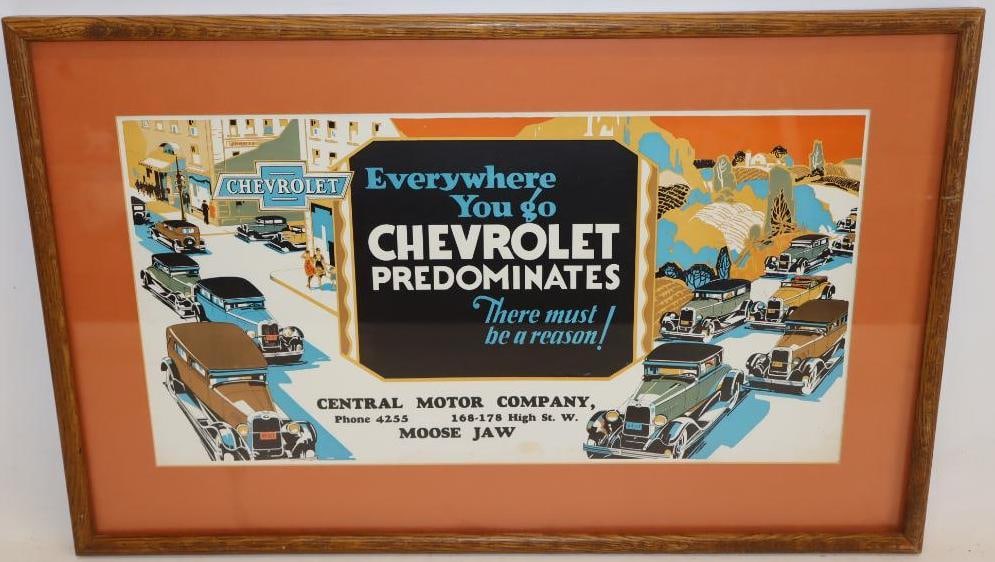 CHEVROLET
Everywhere
You go
CHEVROLET
PREDOMINATES
There must
be a reason!
CENTRAL MOTOR COMPANY,
Phone 4255 168-178 High St. W.
MOOSE JAW